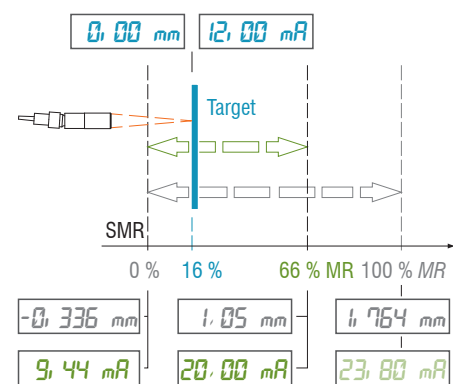 0,00 mm 12,00 mA
Target
SMR
0 % 16 % 66 % MR 100 % MR
-0,336 mm 1,05 mm 1,764 mm
9,44 mA 20,00 mA 23,80 mA